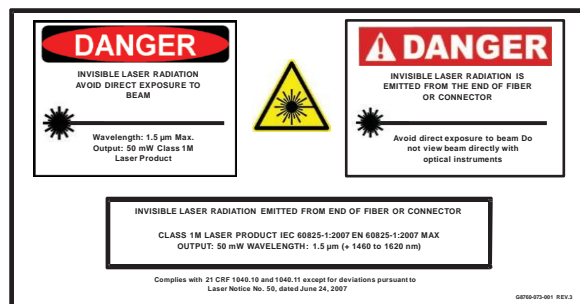 DANGER
INVISIBLE LASER RADIATION
AVOID DIRECT EXPOSURE TO
BEAM
Wavelength: 1.5 µm Max.
Output: 50 mW Class 1M
Laser Product
DANGER
INVISIBLE LASER RADIATION IS
EMITTED FROM THE END OF FIBER
OR CONNECTOR
Avoid direct exposure to beam Do
not view beam directly with
optical instruments
INVISIBLE LASER RADIATION EMITTED FROM END OF FIBER OR CONNECTOR
CLASS 1M LASER PRODUCT IEC 60825-1:2007 EN 60825-1:2007 MAX
OUTPUT: 50 mW WAVELENGTH: 1.5 µm (+ 1460 to 1620 nm)
Complies with 21 CRF 1040.10 and 1040.11 except for deviations pursuant to
Laser Notice No. 50, dated June 24, 2007
G8760-073-001 REV.3